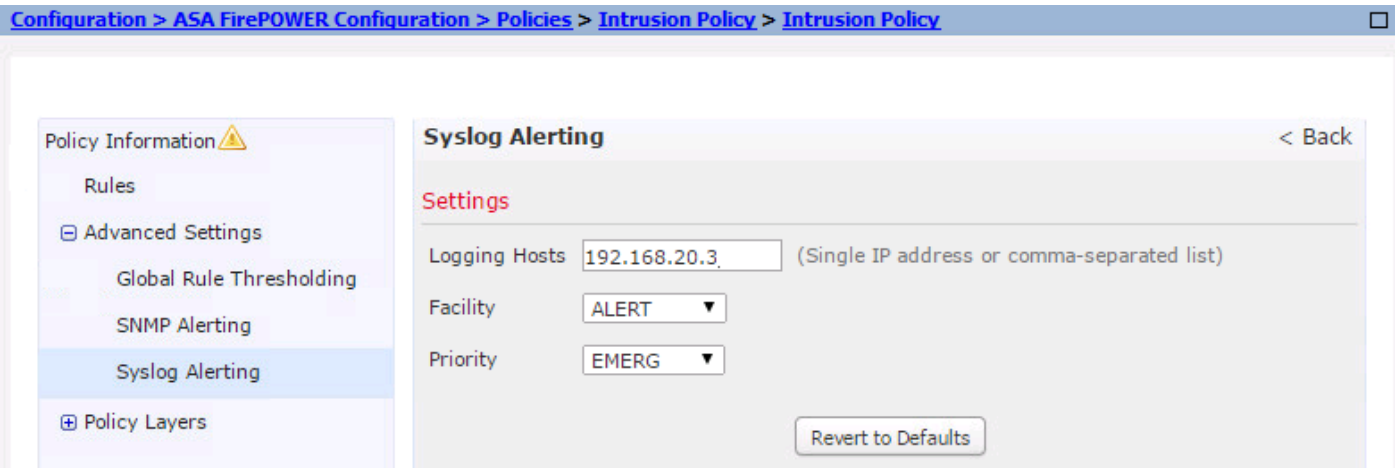 Configuration > ASA FirePOWER Configuration > Policies > Intrusion Policy > Intrusion Policy
Policy Information
Rules
Advanced Settings
Global Rule Thresholding
SNMP Alerting
Syslog Alerting
Policy Layers
Syslog Alerting < Back
Settings
Logging Hosts 192.168.20.3 (Single IP address or comma-separated list)
Facility ALERT
Priority EMERG
Revert to Defaults